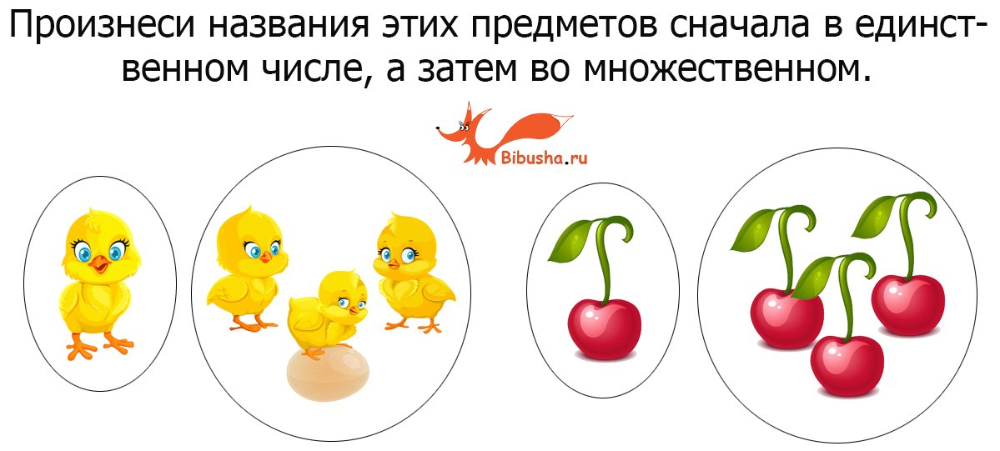 Произнеси названия этих предметов сначала в единст-
венном числе, а затем во множественном.
Bibusha.ru